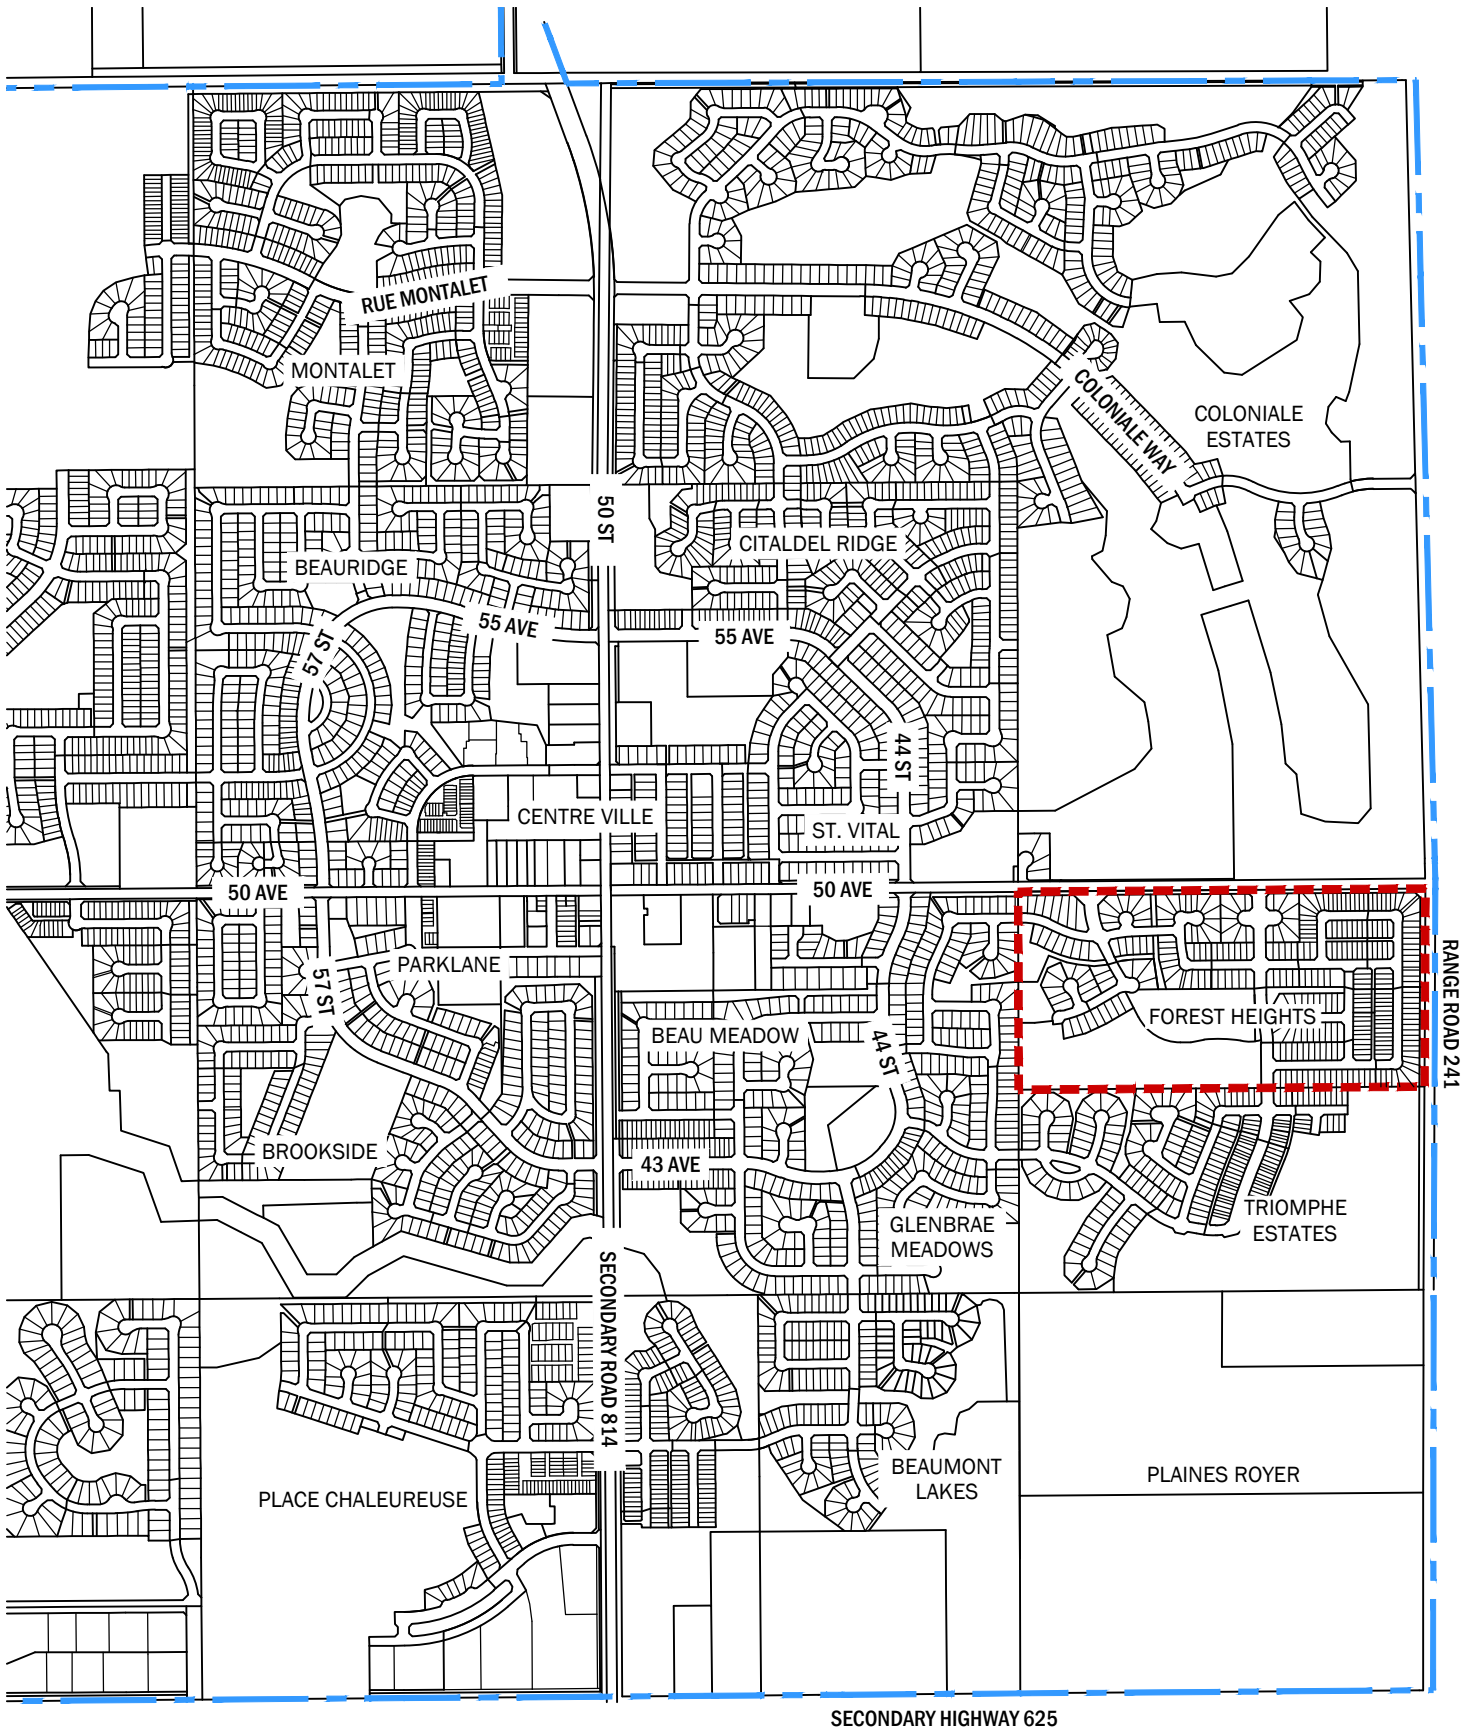 RUE MONTALET
MONTALET
COLONIALE WAY
COLONIALE
ESTATES
50 ST
CITALDEL RIDGE
BEAURIDGE
55 AVE
55 AVE
57 ST
44 ST
CENTRE VILLE
ST. VITAL
50 AVE
50 AVE
PARKLANE
57 ST
BEAU MEADOW
44 ST
FOREST HEIGHTS
RANGE ROAD 241
BROOKSIDE
43 AVE
GLENBRAE
MEADOWS
TRIOMPHE
ESTATES
SECONDARY ROAD 814
PLACE CHALEUREUSE
BEAUMONT
LAKES
PLAINES ROYER
SECONDARY HIGHWAY 625